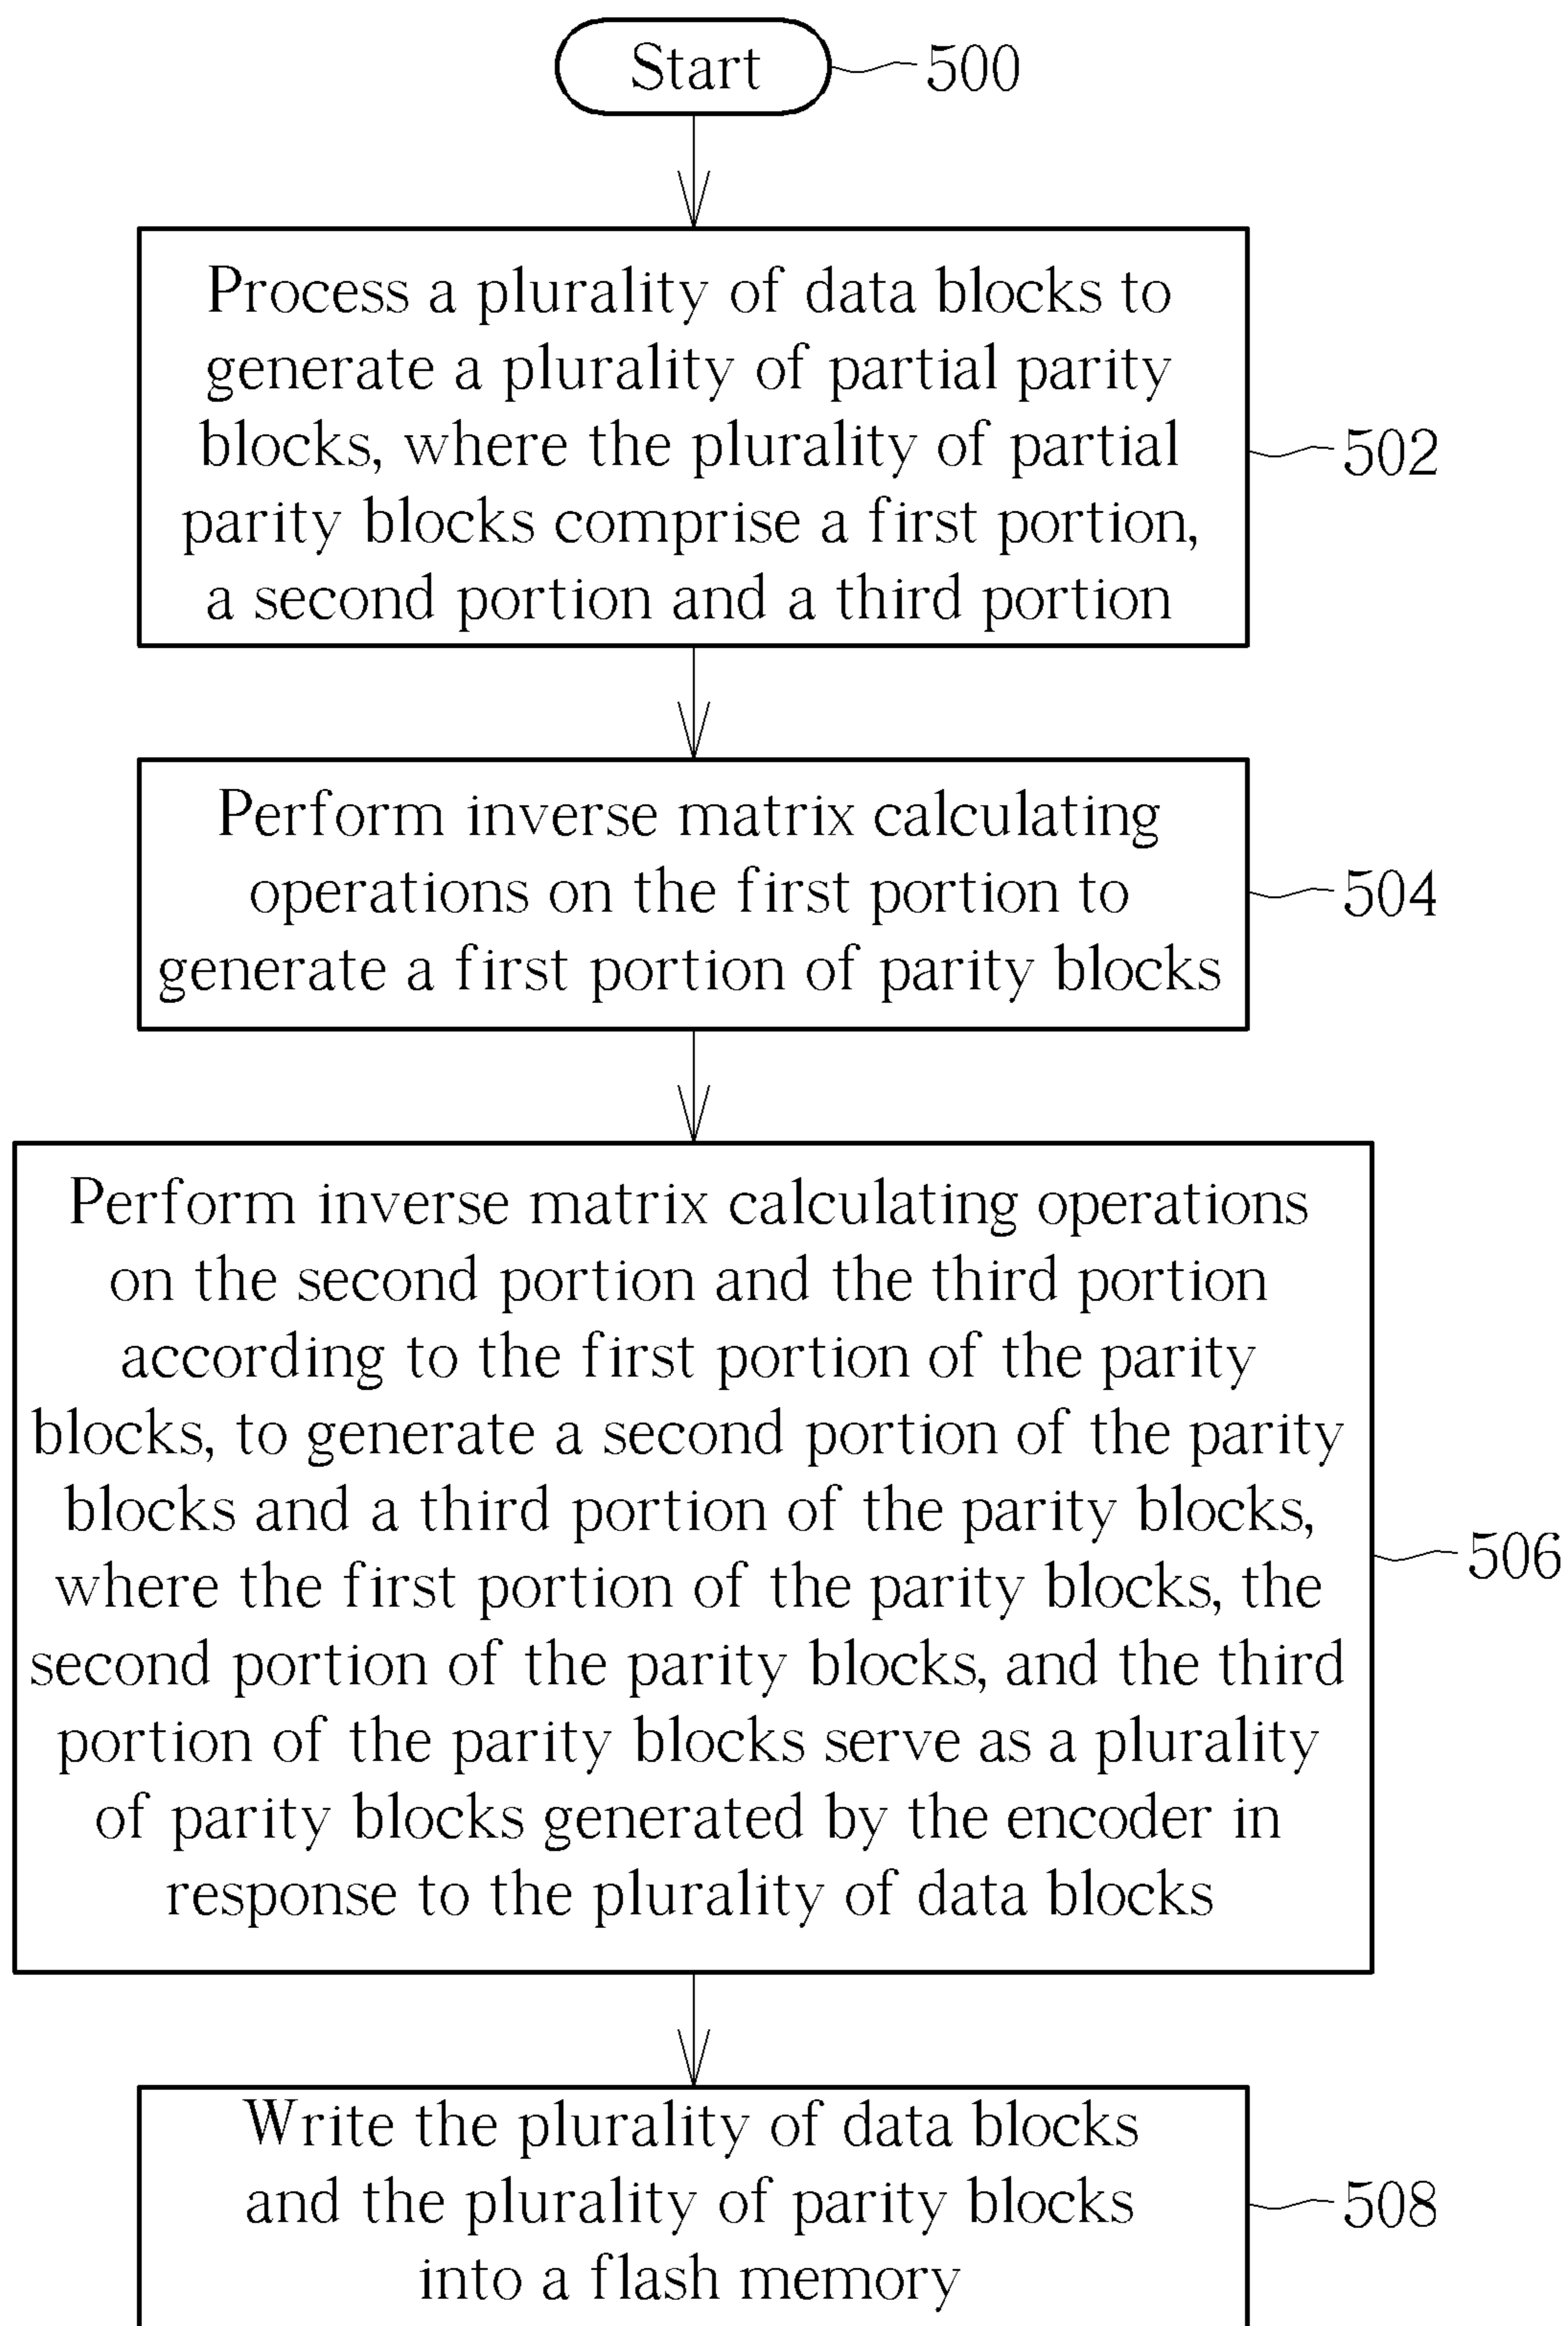 Start
500
Process a plurality of data blocks to
generate a plurality of partial parity
blocks, where the plurality of partial
parity blocks comprise a first portion,
a second portion and a third portion
502
Perform inverse matrix calculating
operations on the first portion to
generate a first portion of parity blocks
504
Perform inverse matrix calculating operations
on the second portion and the third portion
according to the first portion of the parity
blocks, to generate a second portion of the parity
blocks and a third portion of the parity blocks,
where the first portion of the parity blocks, the
second portion of the parity blocks, and the third
portion of the parity blocks serve as a plurality
of parity blocks generated by the encoder in
response to the plurality of data blocks
506
Write the plurality of data blocks
and the plurality of parity blocks
into a flash memory
508